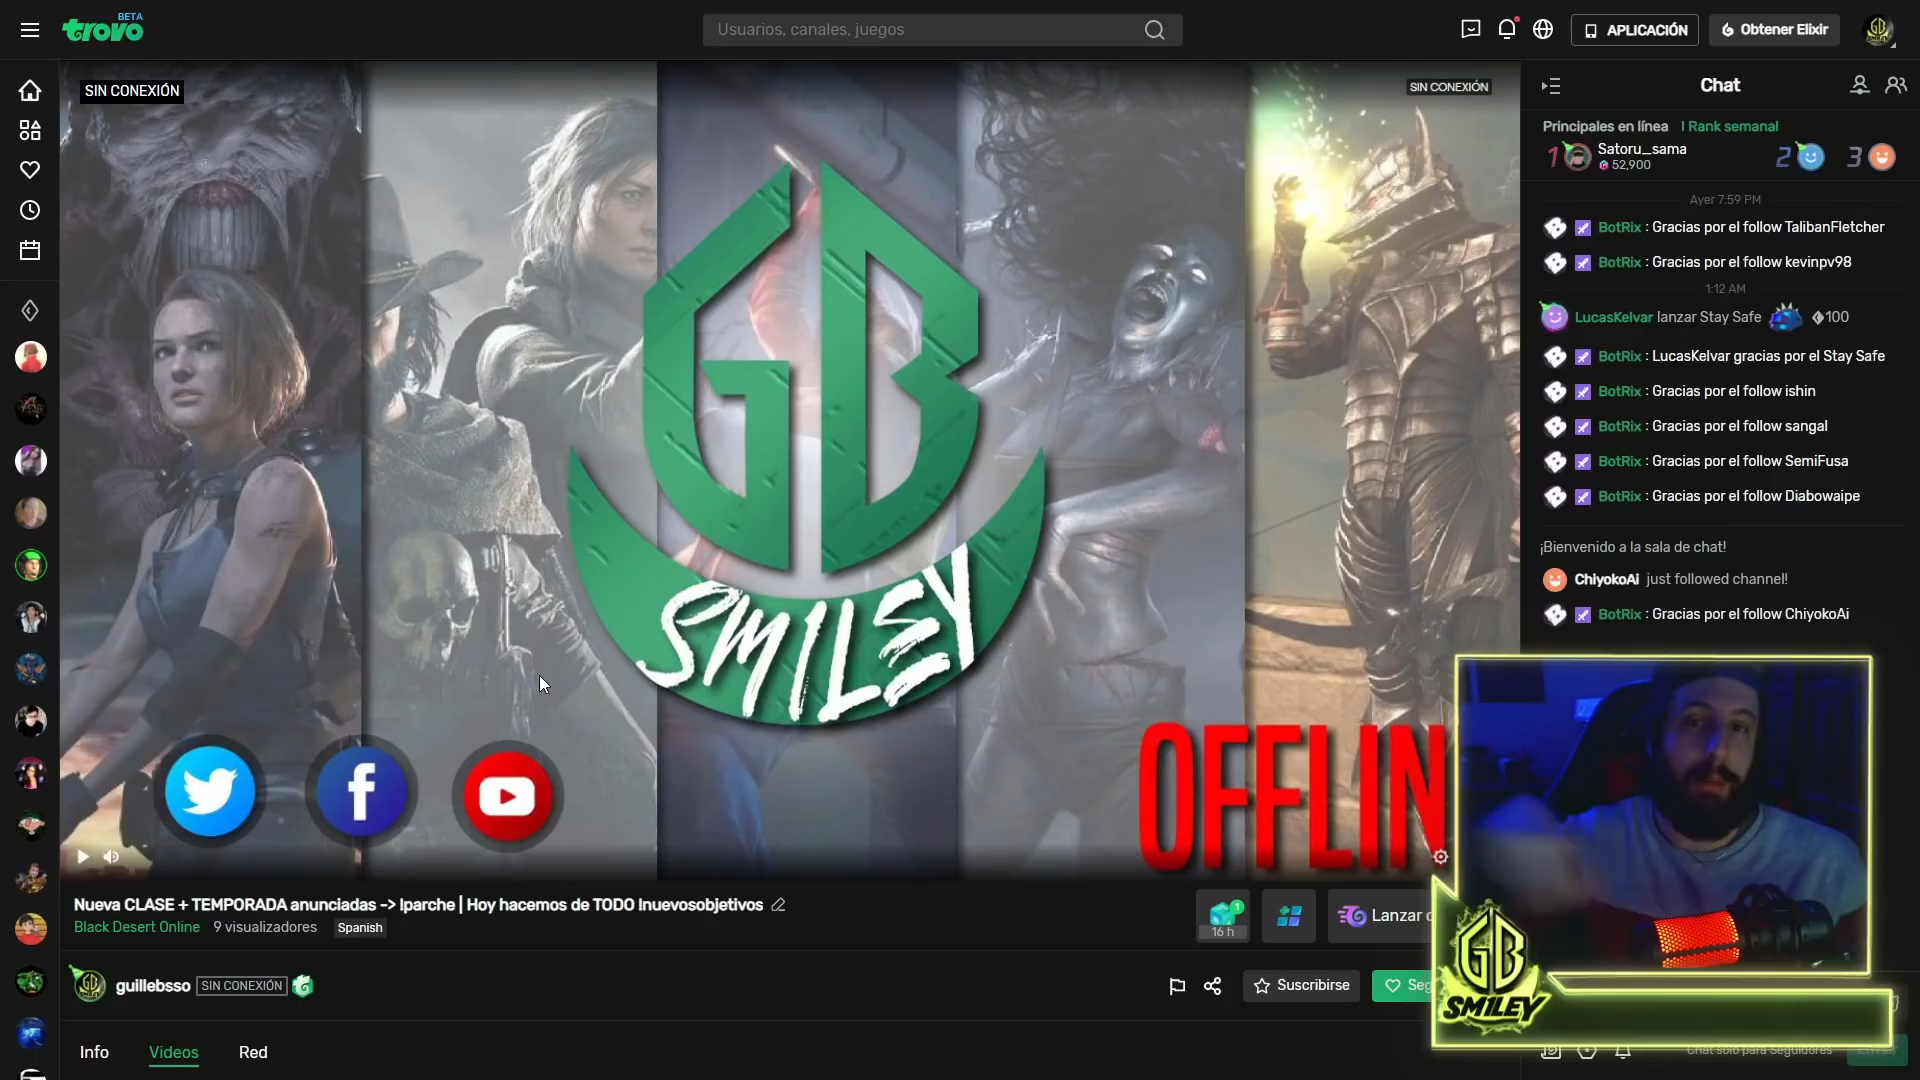 trovo BETA
Usuarios, canales, juegos
APLICACIÓN
Obtener Elixir
SIN CONEXIÓN
SIN CONEXIÓN
GB
SMILEY
OFFLIN
Nueva CLASE + TEMPORADA anunciadas -> !parche | Hoy hacemos de TODO !nuevosobjetivos
Black Desert Online 9 visualizadores Spanish
1
16 h
Lanzar
guillebsso SIN CONEXIÓN
Suscribirse
Seg
Info Videos Red
Chat
Principales en línea | Rank semanal
1 Satoru_sama 2 3
52,900
Ayer 7:59 PM
BotRix : Gracias por el follow TalibanFletcher
BotRix : Gracias por el follow kevinpv98
1:12 AM
LucasKelvar lanzar Stay Safe 100
BotRix : LucasKelvar gracias por el Stay Safe
BotRix : Gracias por el follow ishin
BotRix : Gracias por el follow sangal
BotRix : Gracias por el follow SemiFusa
BotRix : Gracias por el follow Diabowaipe
¡Bienvenido a la sala de chat!
ChiyokoAi just followed channel!
BotRix : Gracias por el follow ChiyokoAi
GB
SMILEY
Chat solo para Seguidores